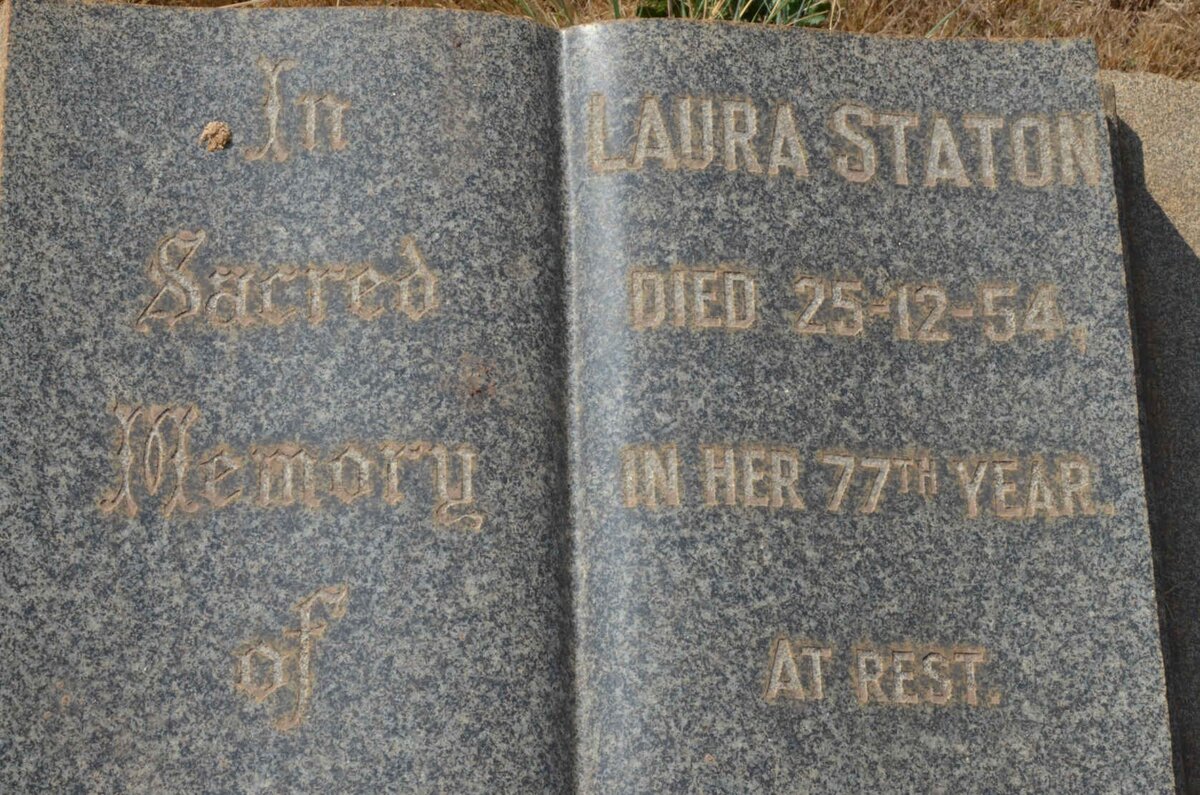 In
Sacred
Memory
of
LAURA STATON
DIED 25-12-54,
IN HER 77TH YEAR.
AT REST.